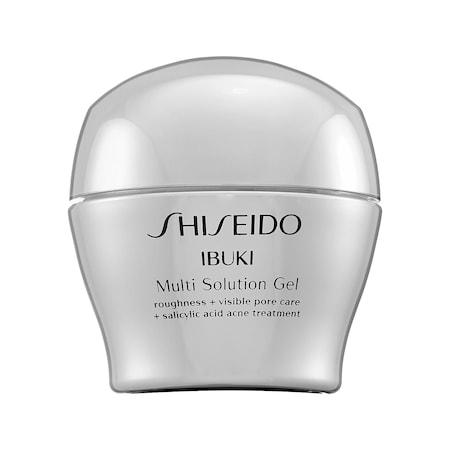 SHISEIDO
IBUKI
Multi Solution Gel
roughness + visible pore care
+ salicylic acid acne treatment